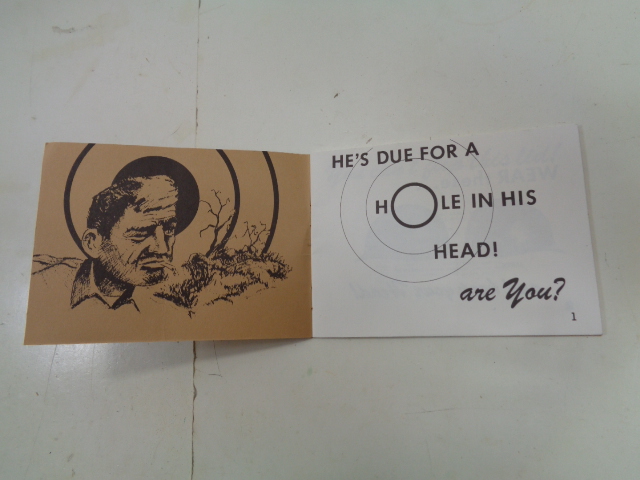 HE'S DUE FOR A
HOLE IN HIS
HEAD!
are You?
1